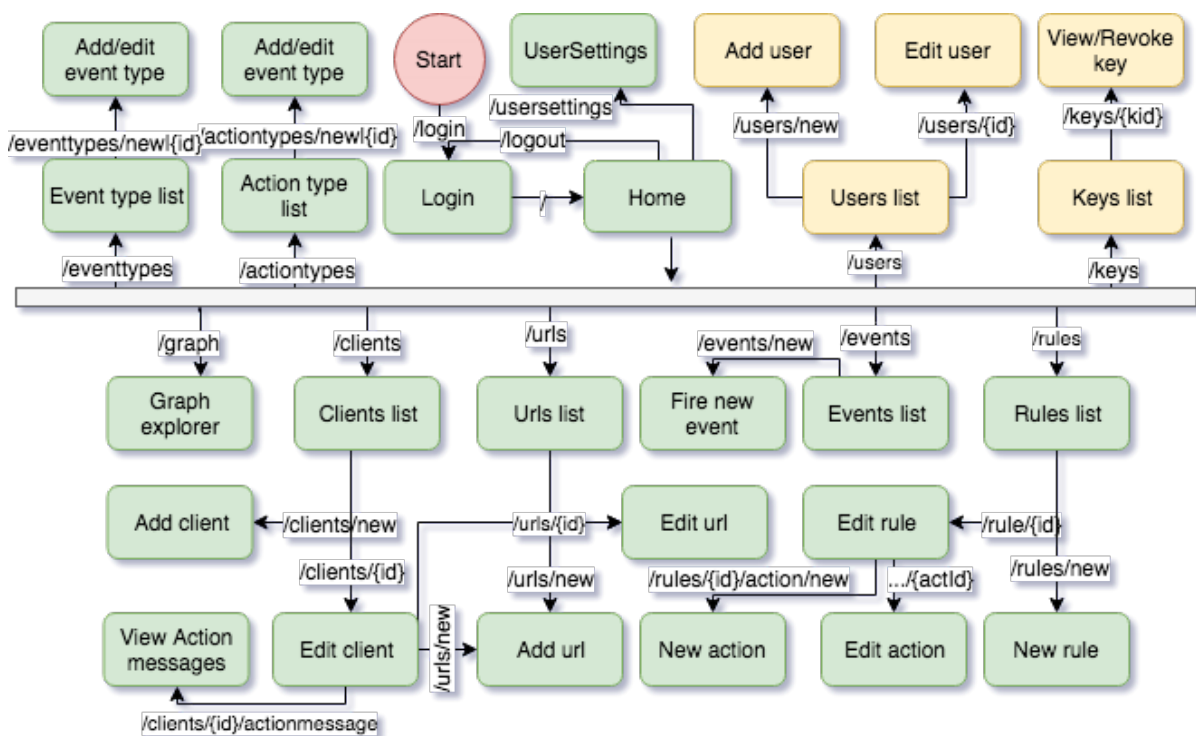 Add/edit
event type
Add/edit
event type
Start
UserSettings
Add user
Edit user
View/Revoke
key
/usersettings
/eventtypes/new|{id}
/actiontypes/new|{id}
/login
/logout
/users/new
/users/{id}
/keys/{kid}
Event type list
Action type
list
Login
/
Home
Users list
Keys list
/eventtypes
/actiontypes
/users
/keys
/graph
/clients
/urls
/events/new
/events
/rules
Graph
explorer
Clients list
Urls list
Fire new
event
Events list
Rules list
Add client
/clients/new
/urls/{id}
Edit url
Edit rule
/rule/{id}
/clients/{id}
/urls/new
/rules/{id}/action/new
.../{actId}
/rules/new
View Action
messages
Edit client
/urls/new
Add url
New action
Edit action
New rule
/clients/{id}/actionmessage